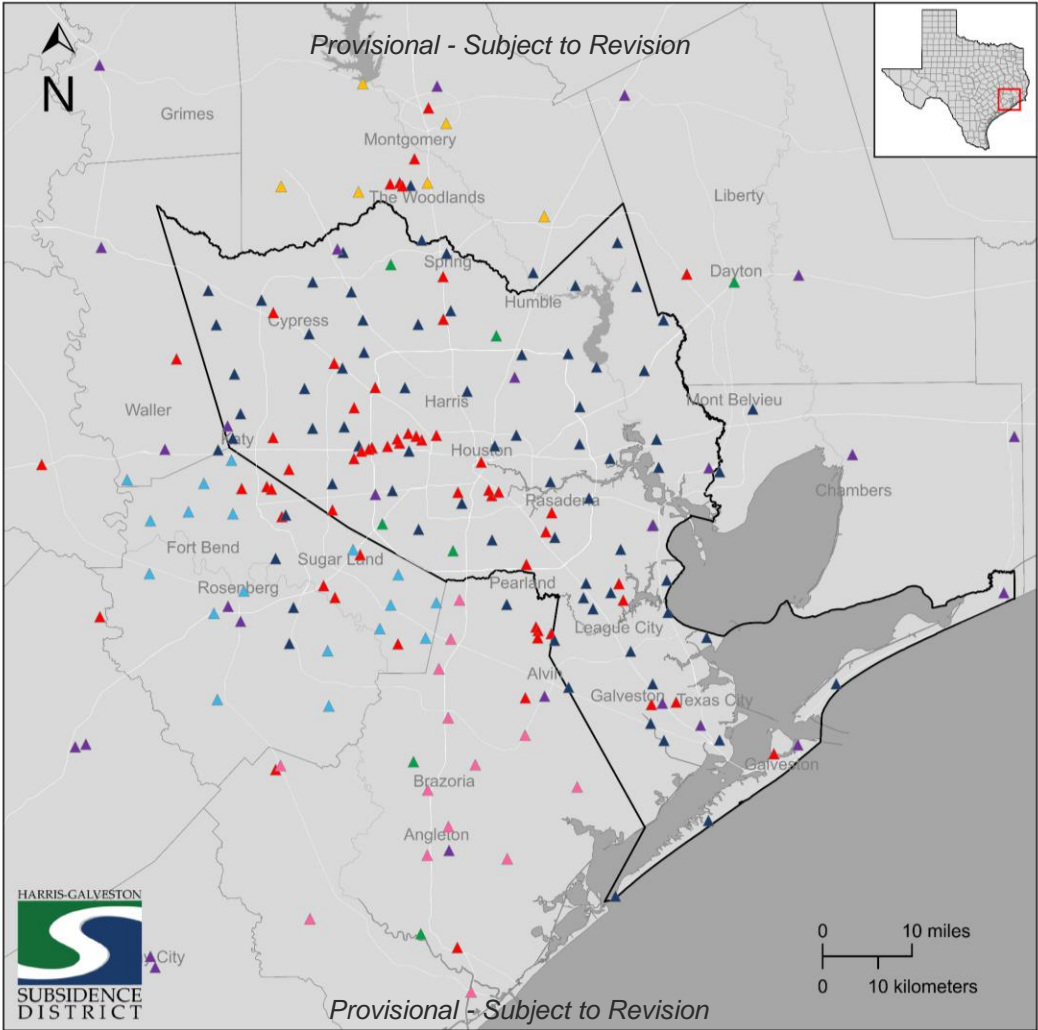 Provisional - Subject to Revision
N
Grimes
Montgomery
The Woodlands
Liberty
Spring
Dayton
Humble
Cypress
Mont Belvieu
Harris
Waller
Katy
Houston
Chambers
Pasadena
Fort Bend
Sugar Land
Rosenberg
Pearland
League City
Alvin
Galveston
Texas City
Galveston
Brazoria
Angleton
HARRIS-GALVESTON
SUBSIDENCE
DISTRICT
y City
0 10 miles
0 10 kilometers
Provisional - Subject to Revision